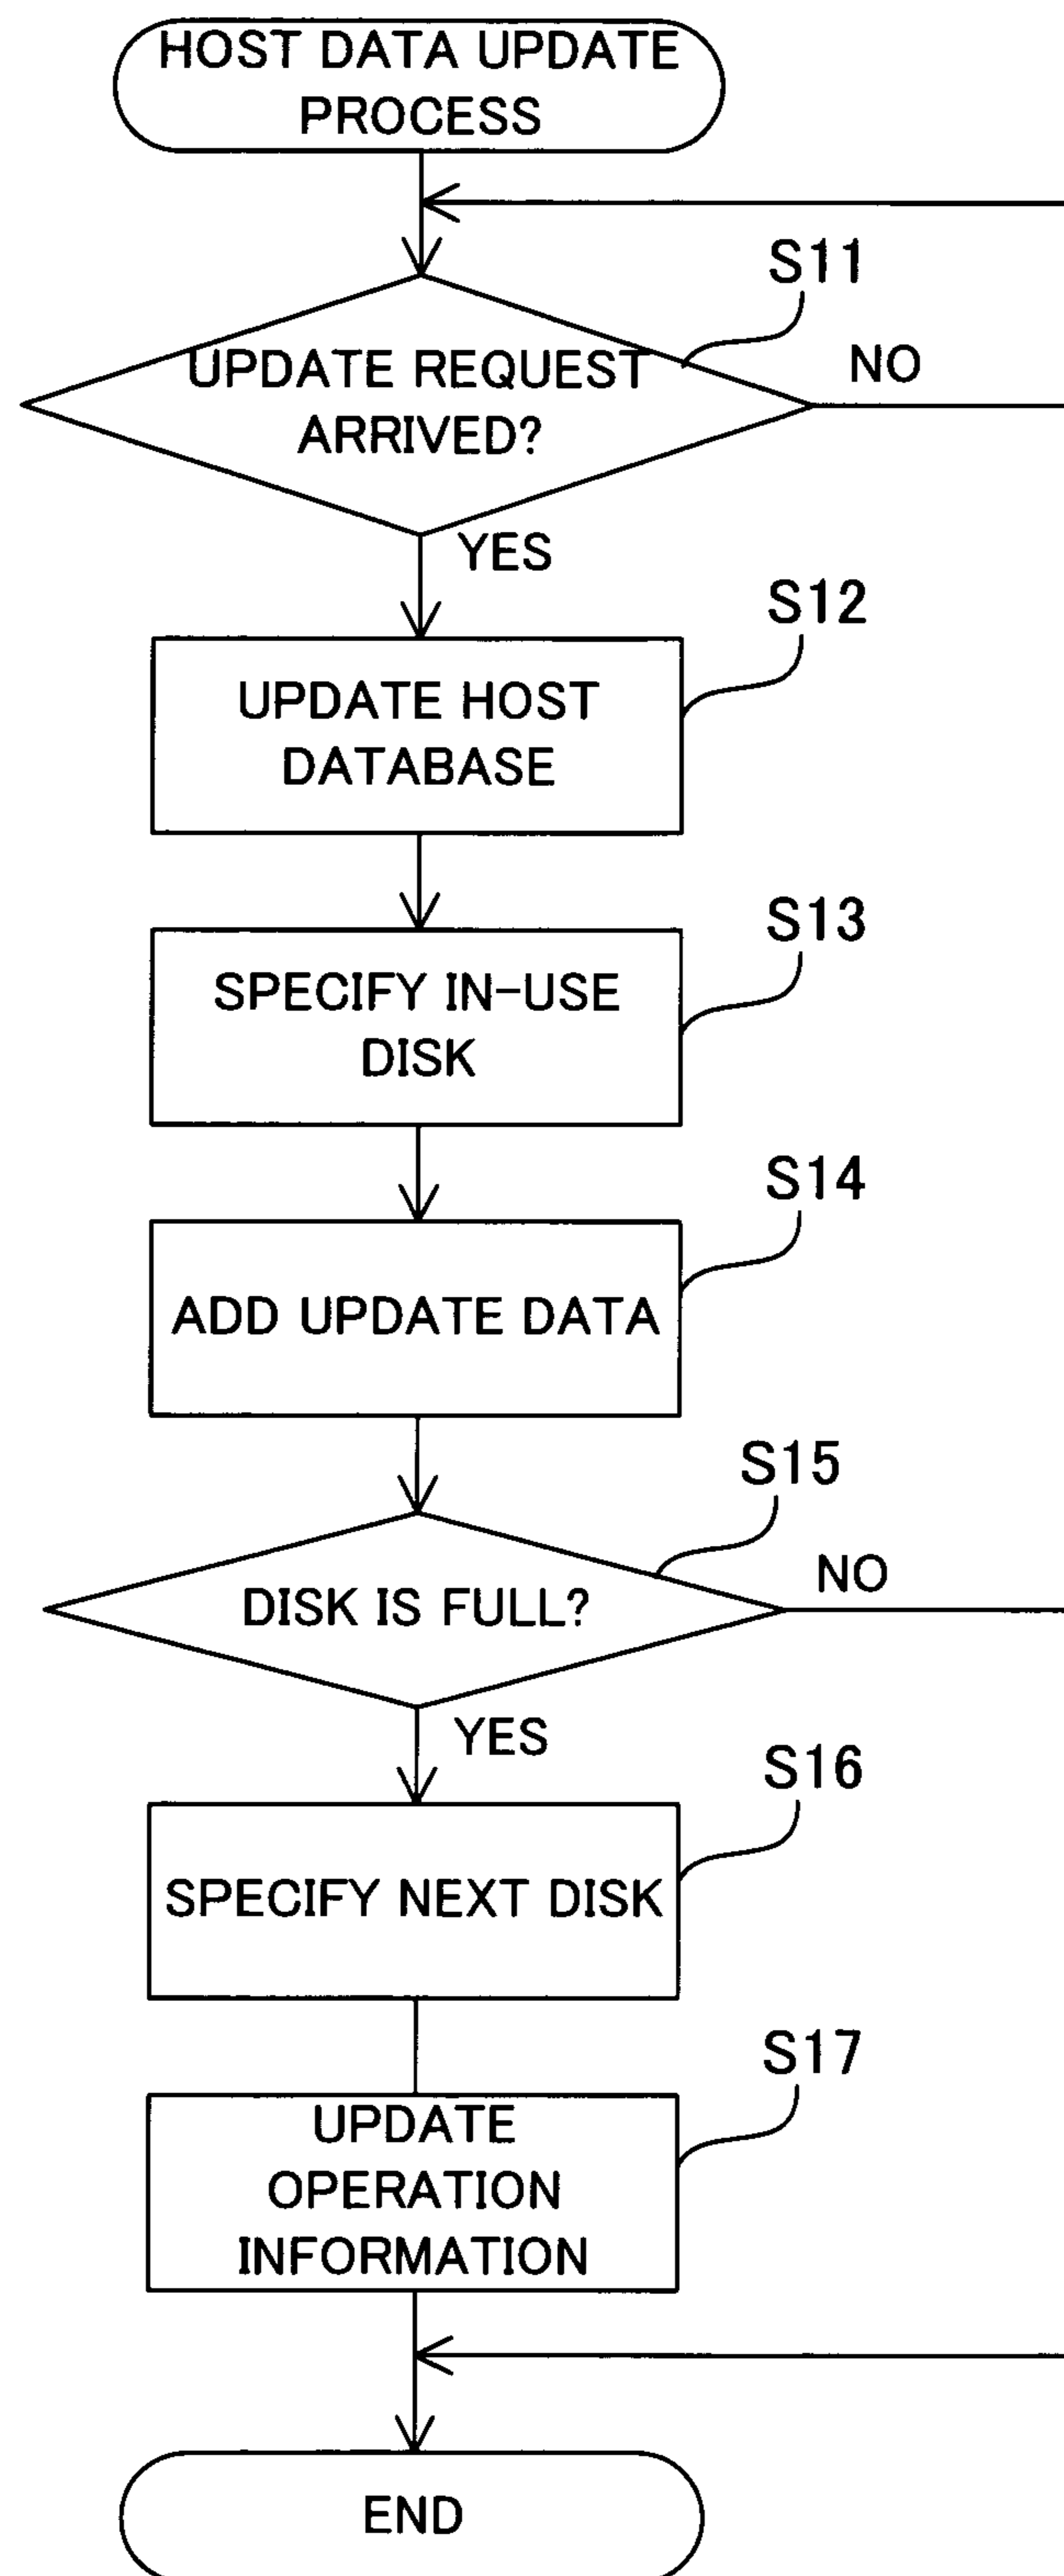 HOST DATA UPDATE
PROCESS
S11
UPDATE REQUEST
ARRIVED?
NO
YES
S12
UPDATE HOST
DATABASE
S13
SPECIFY IN-USE
DISK
S14
ADD UPDATE DATA
S15
DISK IS FULL?
NO
YES
S16
SPECIFY NEXT DISK
S17
UPDATE
OPERATION
INFORMATION
END